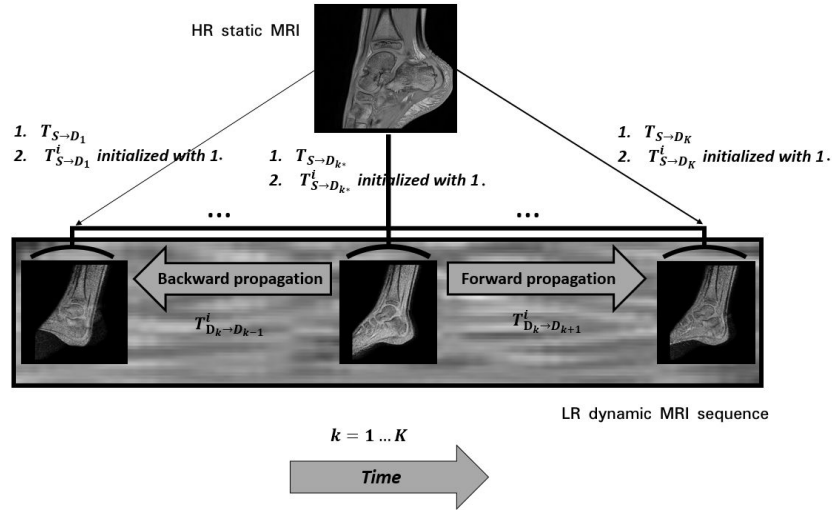 HR static MRI
1. T_{S→D_1}
2. T^i_{S→D_1} initialized with 1.
1. T_{S→D_{k*}}
2. T^i_{S→D_{k*}} initialized with 1.
1. T_{S→D_K}
2. T^i_{S→D_K} initialized with 1.
... ...
Backward propagation
Forward propagation
T^i_{D_k→D_{k-1}}
T^i_{D_k→D_{k+1}}
LR dynamic MRI sequence
k = 1 ... K
Time